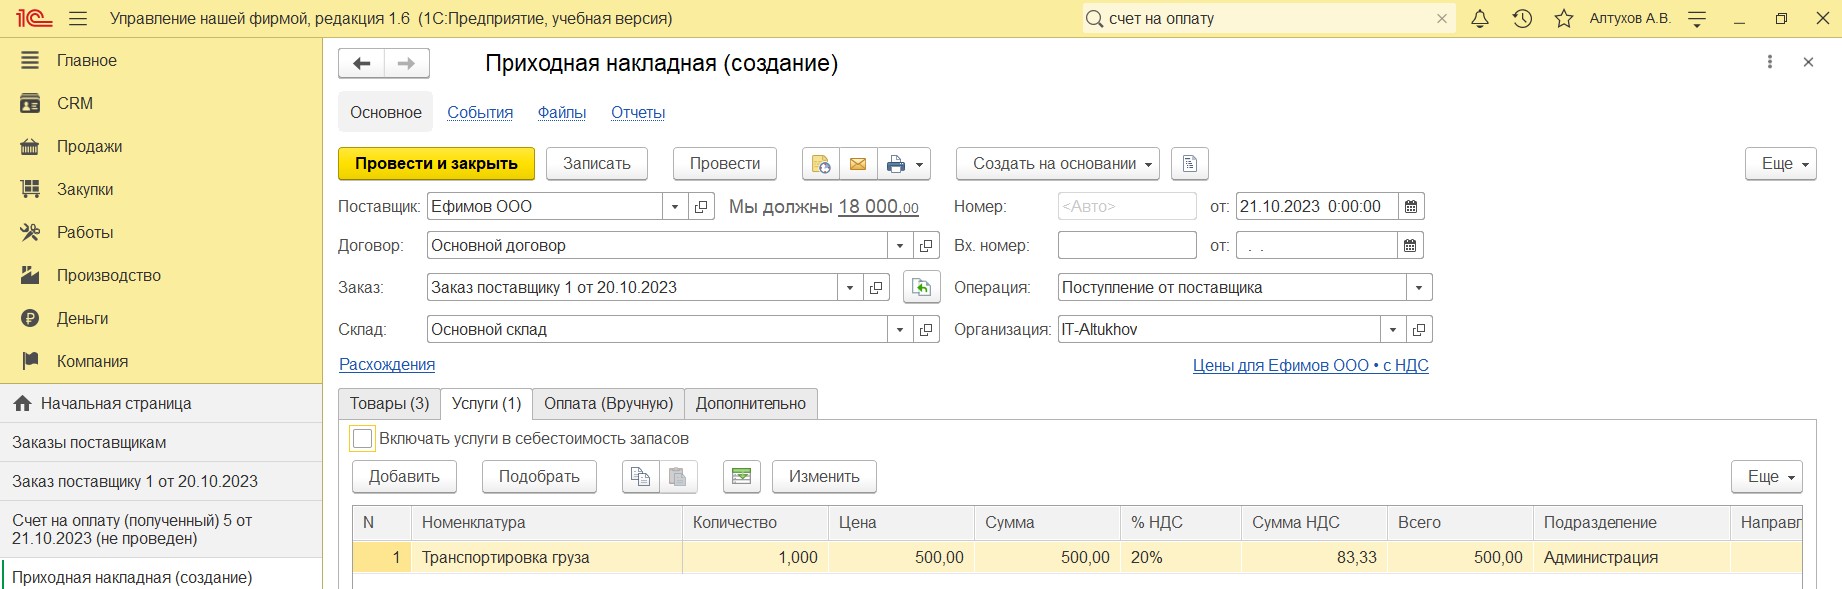 1С Управление нашей фирмой, редакция 1.6 (1С:Предприятие, учебная версия) счет на оплату Алтухов А.В.
Главное
CRM
Продажи
Закупки
Работы
Производство
Деньги
Компания
Начальная страница
Заказы поставщикам
Заказ поставщику 1 от 20.10.2023
Счет на оплату (полученный) 5 от
21.10.2023 (не проведен)
Приходная накладная (создание)
Приходная накладная (создание)
Основное События Файлы Отчеты
Провести и закрыть Записать Провести Создать на основании Еще
Поставщик: Ефимов ООО Мы должны 18 000,00 Номер: <Авто> от: 21.10.2023 0:00:00
Договор: Основной договор Вх. номер: от: . .
Заказ: Заказ поставщику 1 от 20.10.2023 Операция: Поступление от поставщика
Склад: Основной склад Организация: IT-Altukhov
Расхождения Цены для Ефимов ООО • с НДС
Товары (3) Услуги (1) Оплата (Вручную) Дополнительно
Включать услуги в себестоимость запасов
Добавить Подобрать Изменить Еще
N Номенклатура Количество Цена Сумма % НДС Сумма НДС Всего Подразделение Направл
1 Транспортировка груза 1,000 500,00 500,00 20% 83,33 500,00 Администрация